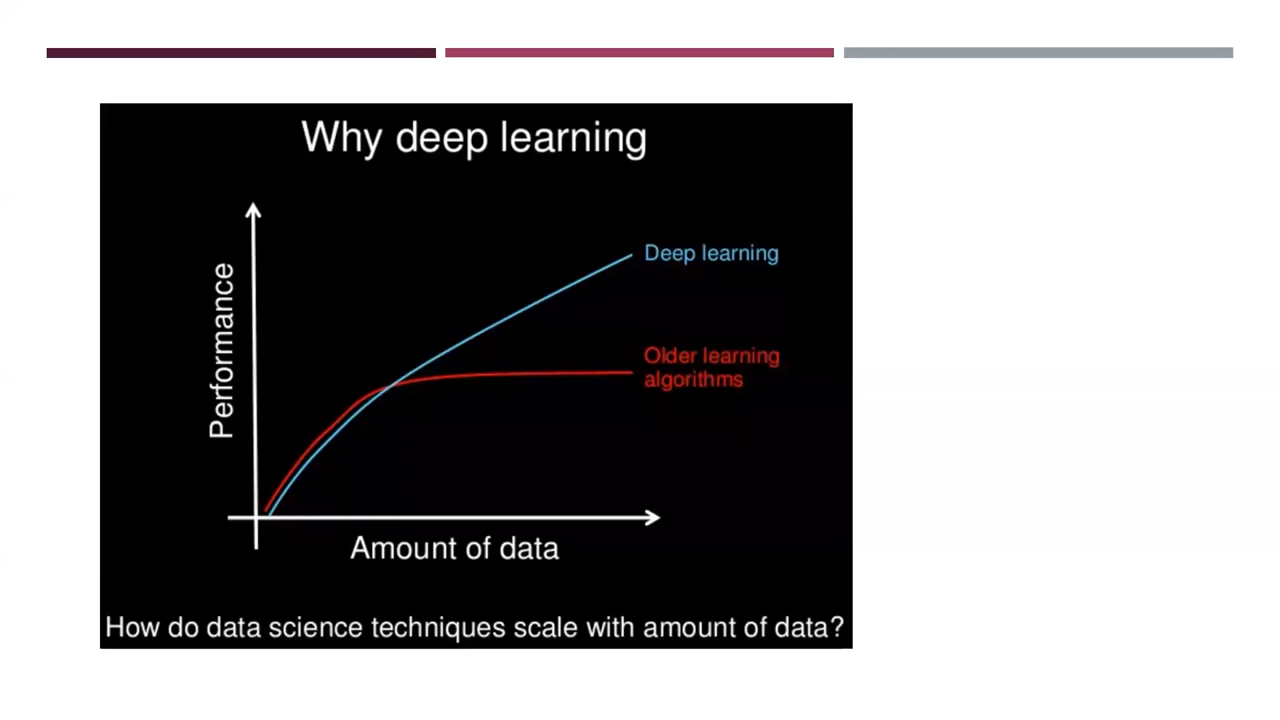 Why deep learning
Deep learning
Performance
Older learning
algorithms
Amount of data
How do data science techniques scale with amount of data?